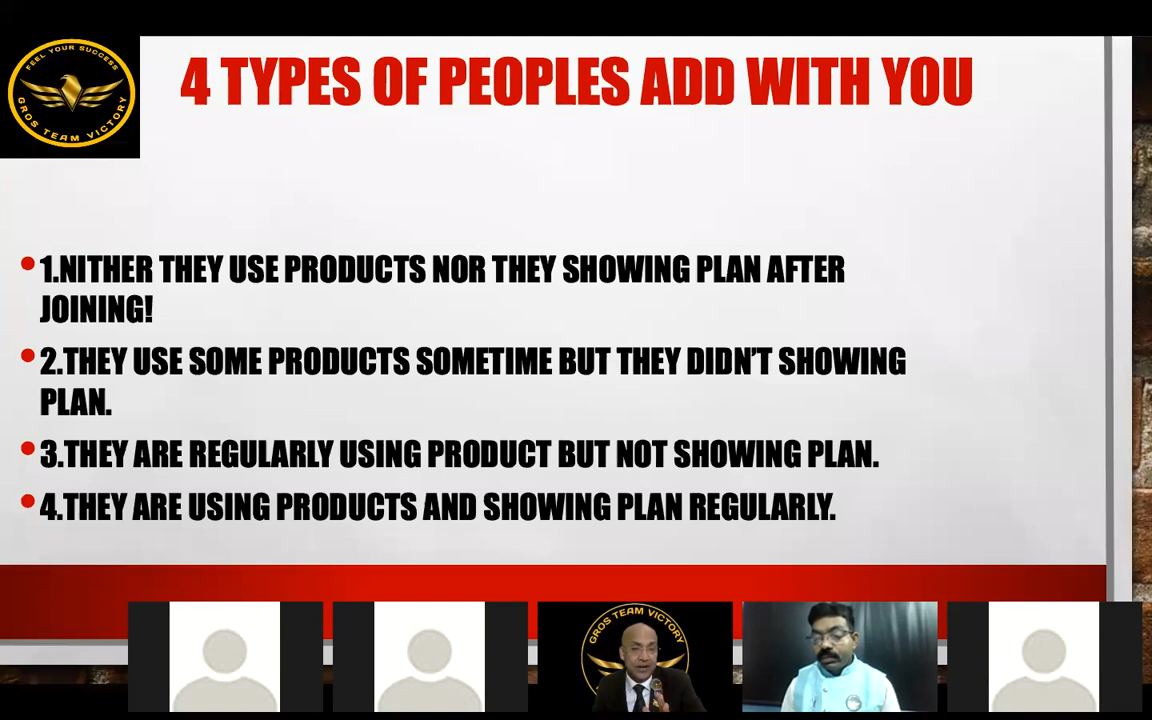 FEEL YOUR SUCCESS
GROS TEAM VICTORY
4 TYPES OF PEOPLES ADD WITH YOU
•1.NITHER THEY USE PRODUCTS NOR THEY SHOWING PLAN AFTER
JOINING!
•2.THEY USE SOME PRODUCTS SOMETIME BUT THEY DIDN'T SHOWING
PLAN.
•3.THEY ARE REGULARLY USING PRODUCT BUT NOT SHOWING PLAN.
•4.THEY ARE USING PRODUCTS AND SHOWING PLAN REGULARLY.
GROS TEAM VICTORY